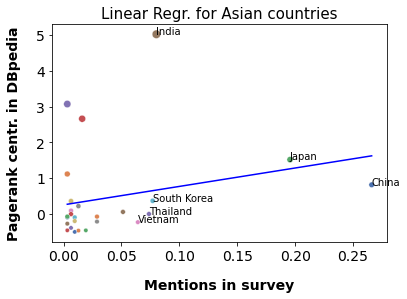 Linear Regr. for Asian countries
Pagerank centr. in DBpedia
5
4
3
2
1
0
India
Japan
China
South Korea
Thailand
Vietnam
0.00 0.05 0.10 0.15 0.20 0.25
Mentions in survey